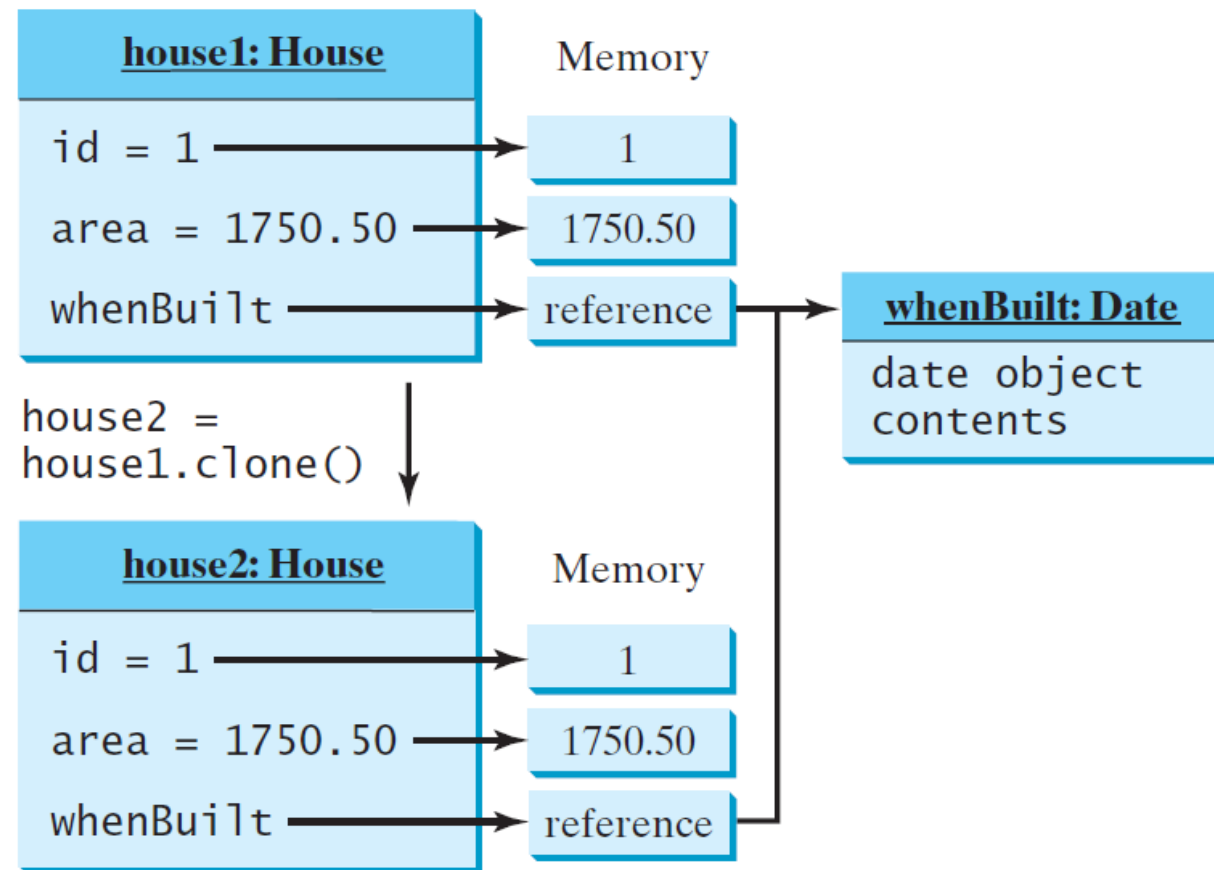 house1: House
Memory
id = 1
1
area = 1750.50
1750.50
whenBuilt
reference
whenBuilt: Date
date object
contents
house2 =
house1.clone()
house2: House
Memory
id = 1
1
area = 1750.50
1750.50
whenBuilt
reference